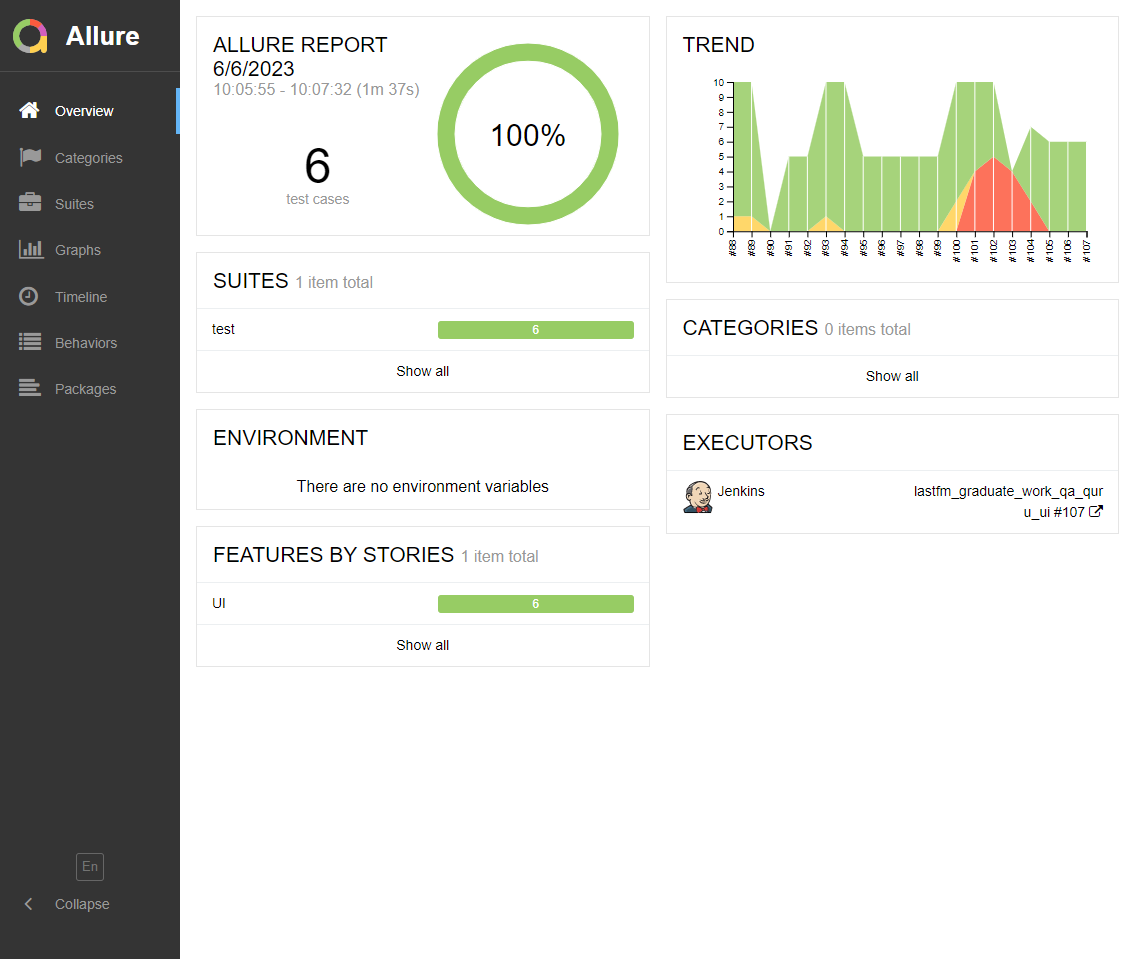 Allure
Overview
Categories
Suites
Graphs
Timeline
Behaviors
Packages
En
Collapse
ALLURE REPORT
6/6/2023
10:05:55 - 10:07:32 (1m 37s)
6
test cases
100%
SUITES 1 item total
test 6
Show all
ENVIRONMENT
There are no environment variables
FEATURES BY STORIES 1 item total
UI 6
Show all
TREND
10
9
8
7
6
5
4
3
2
1
0
#88 #89 #90 #91 #92 #93 #94 #95 #96 #97 #98 #99 #100 #101 #102 #103 #104 #105 #106 #107
CATEGORIES 0 items total
Show all
EXECUTORS
Jenkins lastfm_graduate_work_qa_qur
u_ui #107